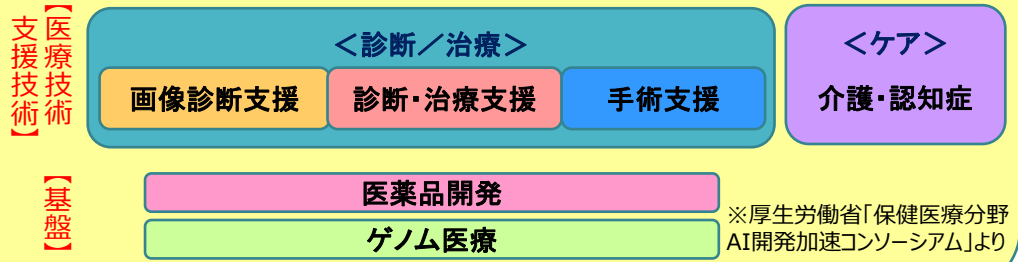 【医療技術
支援技術】
＜診断／治療＞
画像診断支援
診断・治療支援
手術支援
＜ケア＞
介護・認知症
【基盤】
医薬品開発
ゲノム医療
※厚生労働省「保健医療分野
AI開発加速コンソーシアム」より